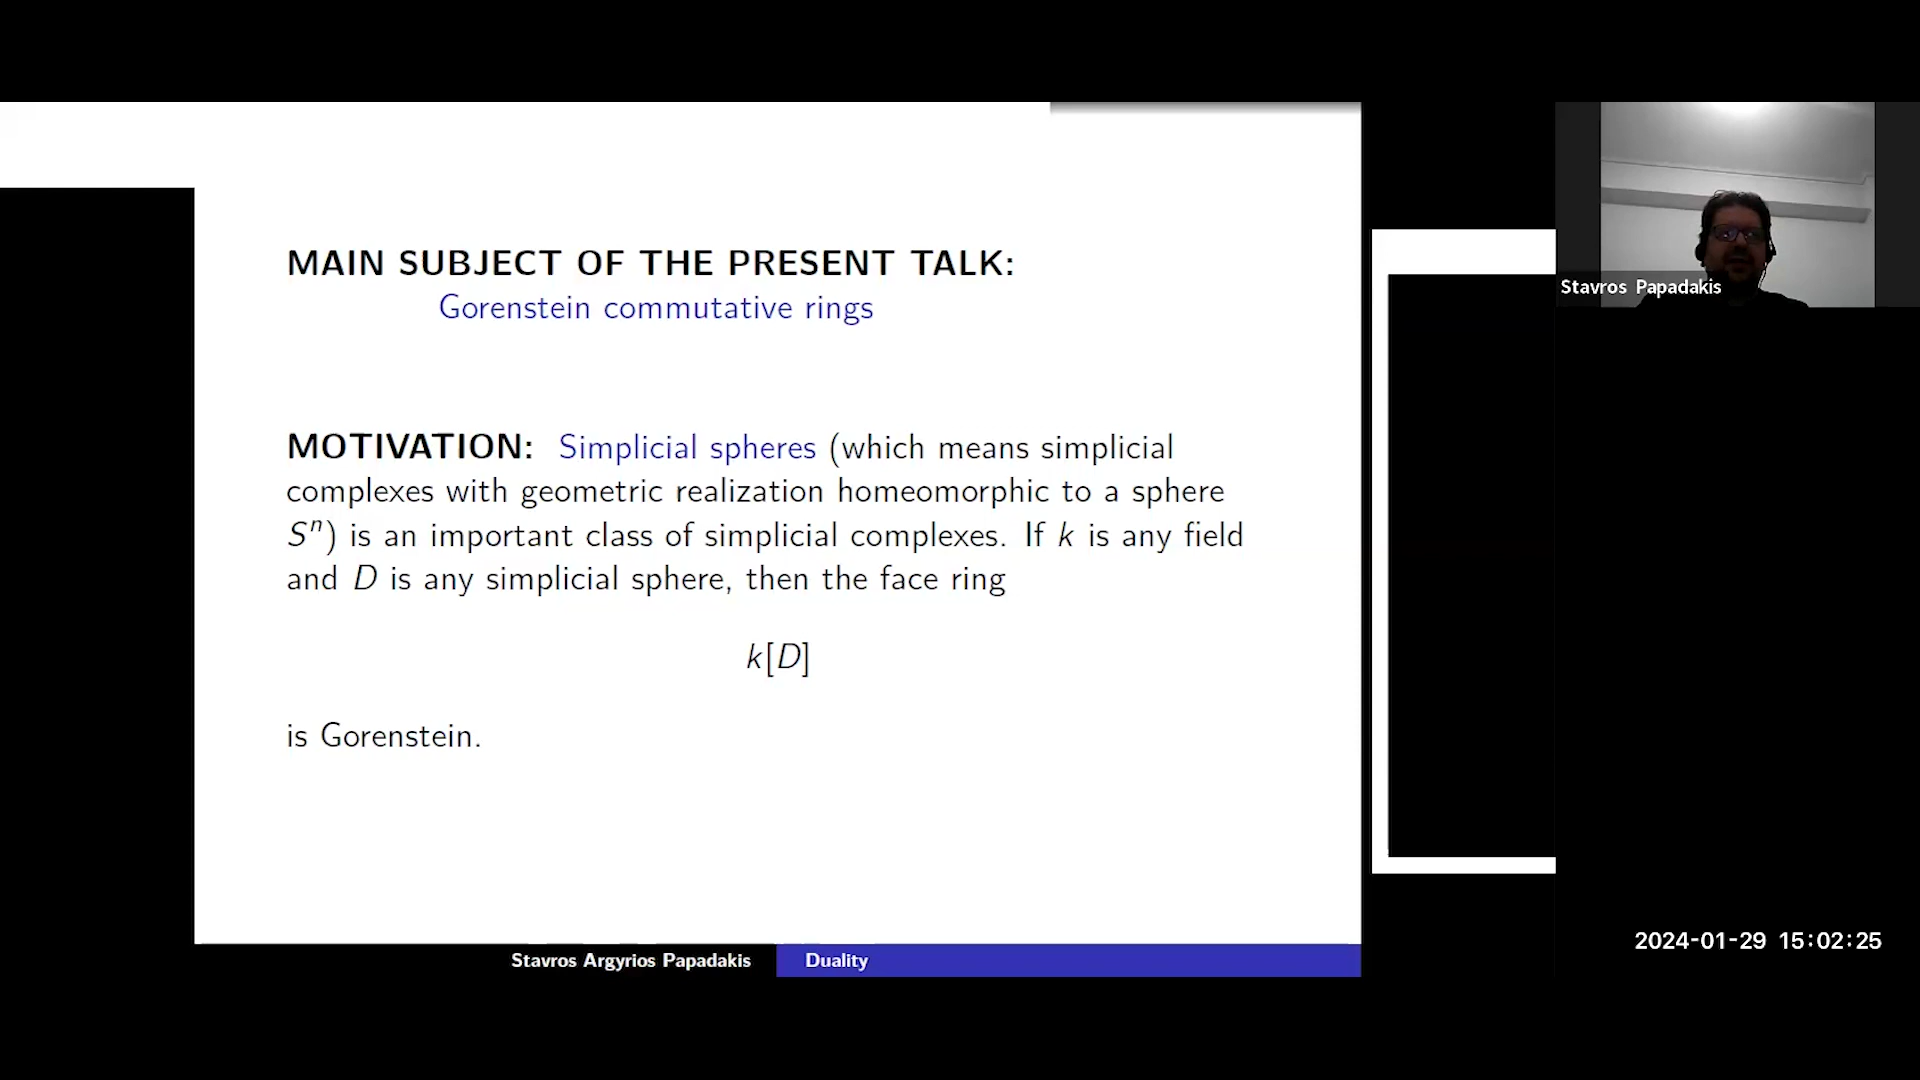 MAIN SUBJECT OF THE PRESENT TALK:
Gorenstein commutative rings
MOTIVATION: Simplicial spheres (which means simplicial
complexes with geometric realization homeomorphic to a sphere
Sⁿ) is an important class of simplicial complexes. If k is any field
and D is any simplicial sphere, then the face ring
k[D]
is Gorenstein.
Stavros Argyrios Papadakis
Duality
Stavros Papadakis
2024-01-29 15:02:25